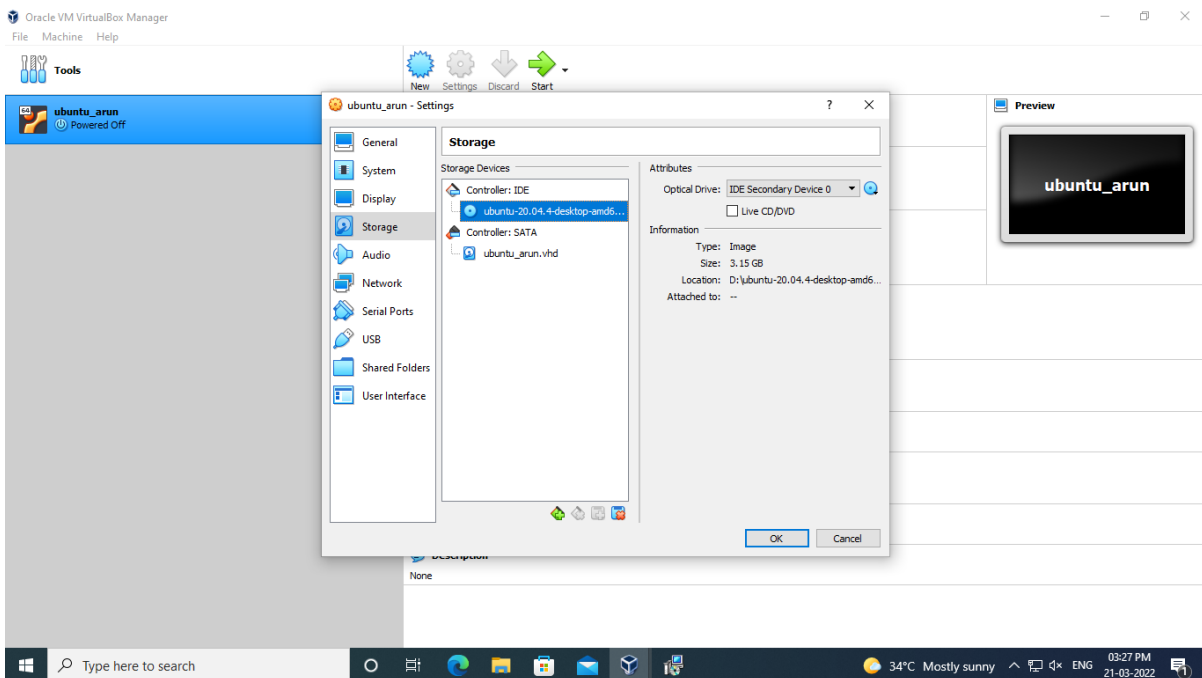 Oracle VM VirtualBox Manager
File Machine Help
Tools
New Settings Discard Start
64
ubuntu_arun
Powered Off
ubuntu_arun - Settings
?
Preview
ubuntu_arun
General
System
Display
Storage
Audio
Network
Serial Ports
USB
Shared Folders
User Interface
Storage
Storage Devices
Controller: IDE
ubuntu-20.04.4-desktop-amd6...
Controller: SATA
ubuntu_arun.vhd
Attributes
Optical Drive: IDE Secondary Device 0
Live CD/DVD
Information
Type: Image
Size: 3.15 GB
Location: D:\ubuntu-20.04.4-desktop-amd6...
Attached to: --
OK Cancel
Description
None
Type here to search
34°C Mostly sunny
ENG
03:27 PM
21-03-2022
1